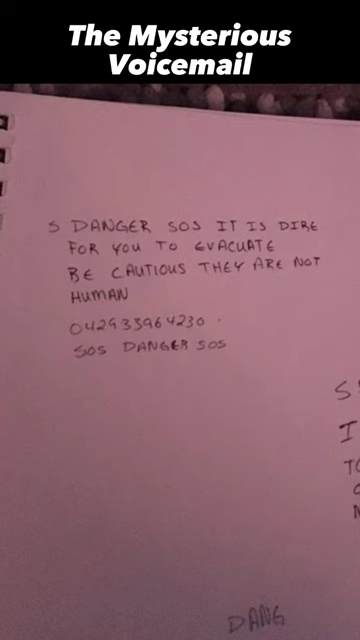 The Mysterious
Voicemail
S DANGER SOS IT IS DIRE
FOR YOU TO EVACUATE
BE CAUTIOUS THEY ARE NOT
HUMAN
042933964230 .
SOS DANGER SOS
S
I
TO
DANG